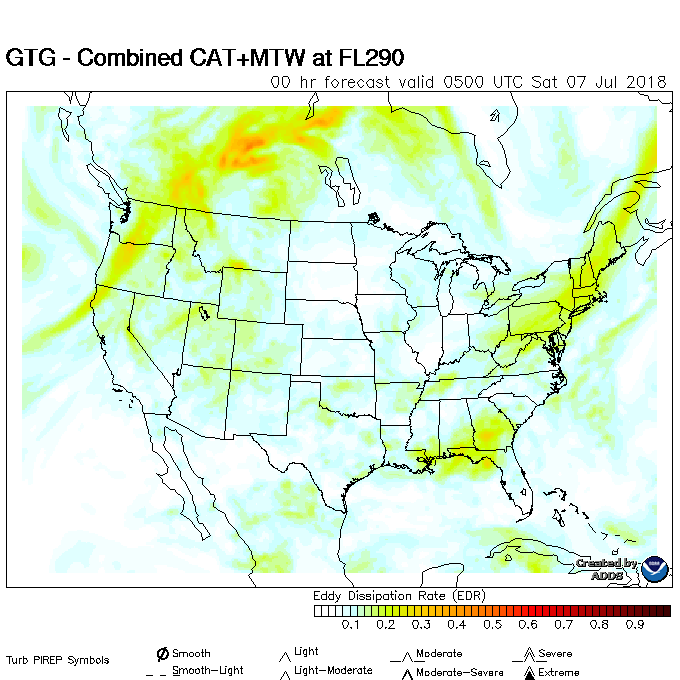 GTG - Combined CAT+MTW at FL290
00 hr forecast valid 0500 UTC Sat 07 Jul 2018
Created by
ADDS
Eddy Dissipation Rate (EDR)
0.1 0.2 0.3 0.4 0.5 0.6 0.7 0.8 0.9
Turb PIREP Symbols
Smooth Light Moderate Severe
Smooth-Light Light-Moderate Moderate-Severe Extreme